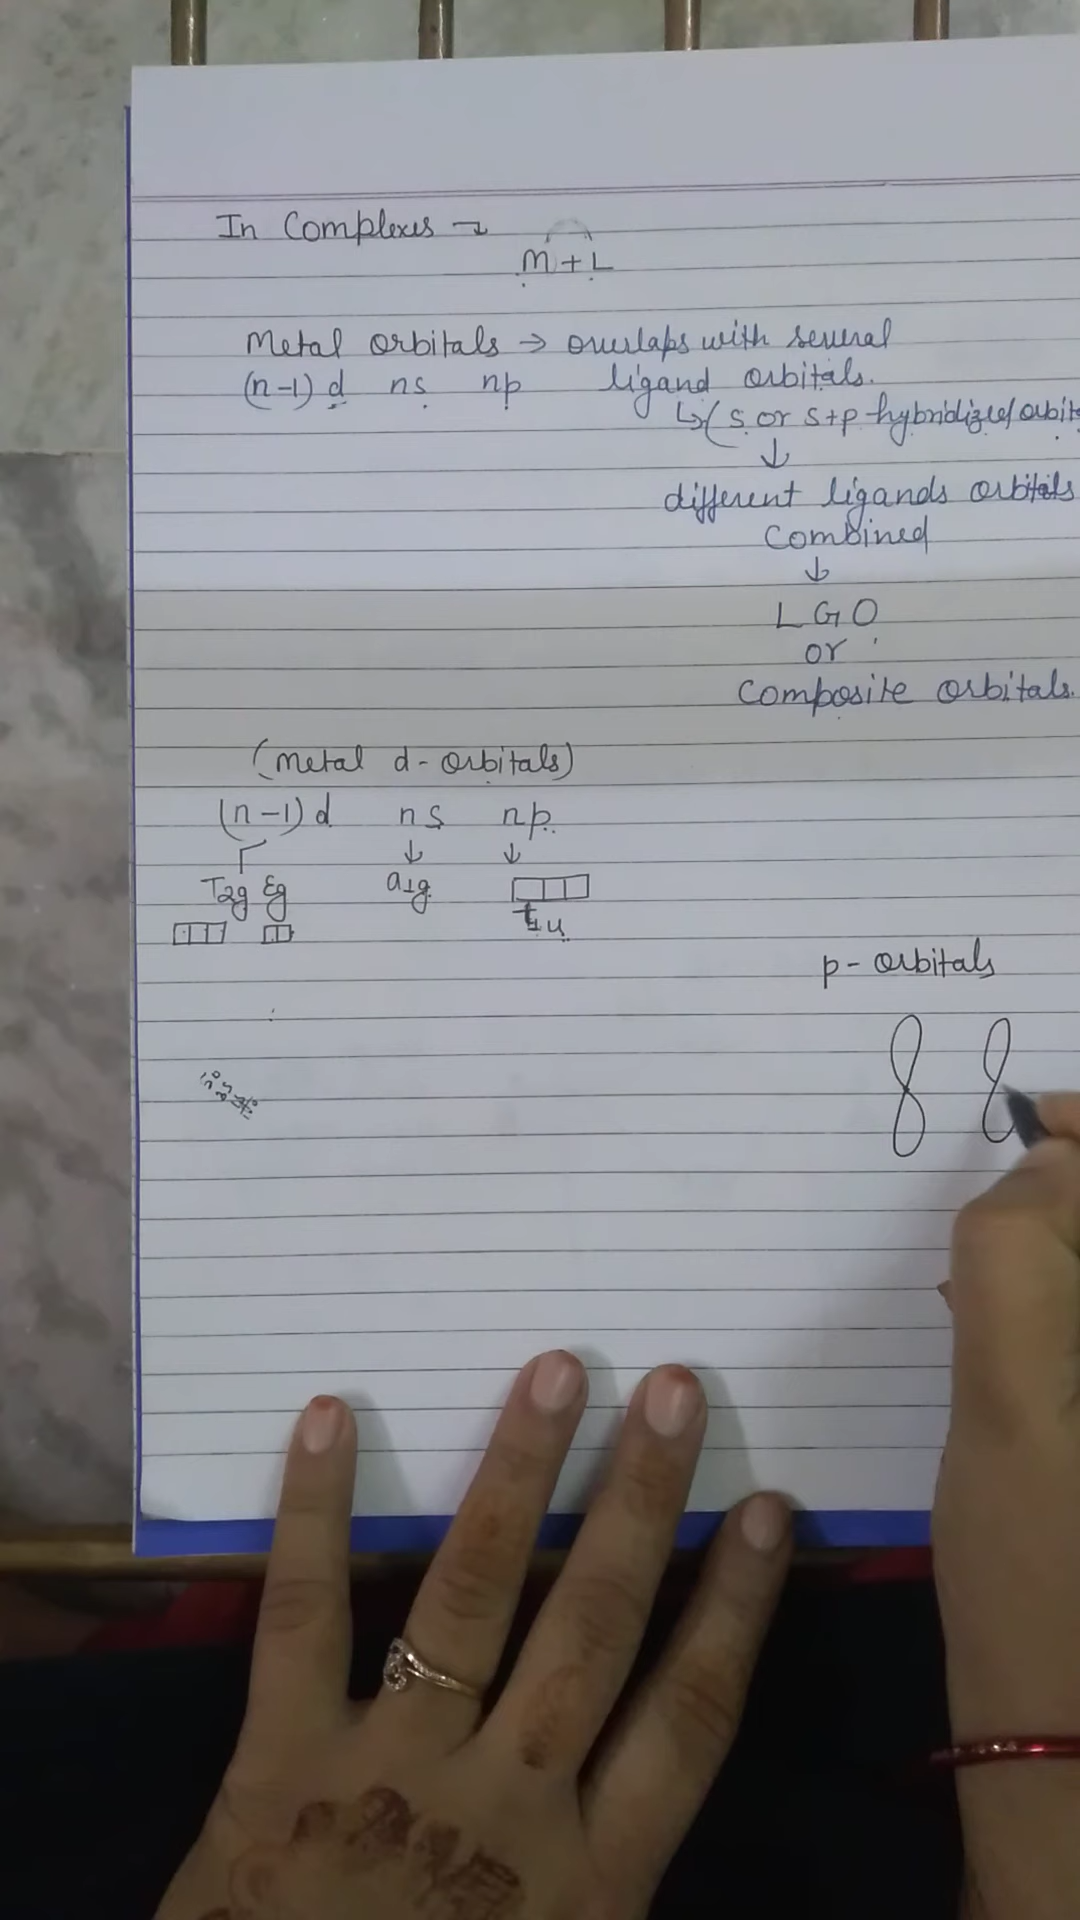 In Complexes →
M + L
Metal orbitals → overlaps with several
(n-1) d ns np ligand orbitals.
↳ (s or s+p hybridized orbit
↓
different ligands orbitals
Combined
↓
LGO
or
Composite orbitals.
(Metal d-orbitals)
(n-1) d ns np.
↓ ↓
T2g Eg a1g.
t1u
p-orbitals